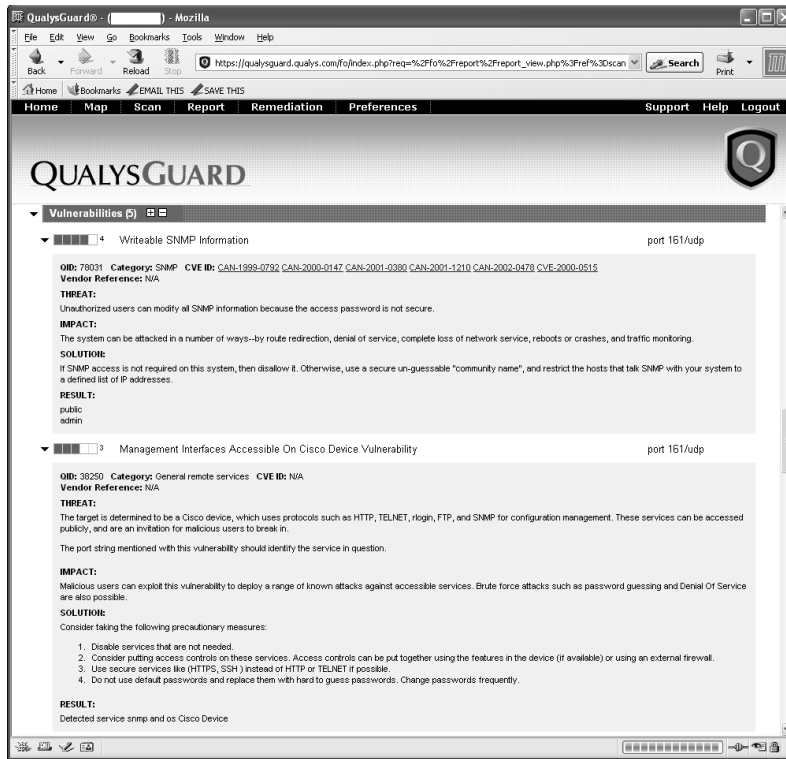 QualysGuard® - ( ) - Mozilla
File Edit View Go Bookmarks Tools Window Help
Back Forward Reload Stop https://qualysguard.qualys.com/fo/index.php?req=%2Ffo%2Freport%2Freport_view.php%3Fref%3Dscan Search Print
Home Bookmarks EMAIL THIS SAVE THIS
Home Map Scan Report Remediation Preferences Support Help Logout
QUALYSGUARD Q
Vulnerabilities (5)
4 Writeable SNMP Information port 161/udp
QID: 78031 Category: SNMP CVE ID: CAN-1999-0792 CAN-2000-0147 CAN-2001-0380 CAN-2001-1210 CAN-2002-0478 CVE-2000-0515
Vendor Reference: N/A
THREAT:
Unauthorized users can modify all SNMP information because the access password is not secure.
IMPACT:
The system can be attacked in a number of ways--by route redirection, denial of service, complete loss of network service, reboots or crashes, and traffic monitoring.
SOLUTION:
If SNMP access is not required on this system, then disallow it. Otherwise, use a secure un-guessable "community name", and restrict the hosts that talk SNMP with your system to
a defined list of IP addresses.
RESULT:
public
admin
3 Management Interfaces Accessible On Cisco Device Vulnerability port 161/udp
QID: 38250 Category: General remote services CVE ID: N/A
Vendor Reference: N/A
THREAT:
The target is determined to be a Cisco device, which uses protocols such as HTTP, TELNET, rlogin, FTP, and SNMP for configuration management. These services can be accessed
publicly, and are an invitation for malicious users to break in.
The port string mentioned with this vulnerability should identify the service in question.
IMPACT:
Malicious users can exploit this vulnerability to deploy a range of known attacks against accessible services. Brute force attacks such as password guessing and Denial Of Service
are also possible.
SOLUTION:
Consider taking the following precautionary measures:
1. Disable services that are not needed.
2. Consider putting access controls on these services. Access controls can be put together using the features in the device (if available) or using an external firewall.
3. Use secure services like (HTTPS, SSH ) instead of HTTP or TELNET if possible.
4. Do not use default passwords and replace them with hard to guess passwords. Change passwords frequently.
RESULT:
Detected service snmp and os Cisco Device